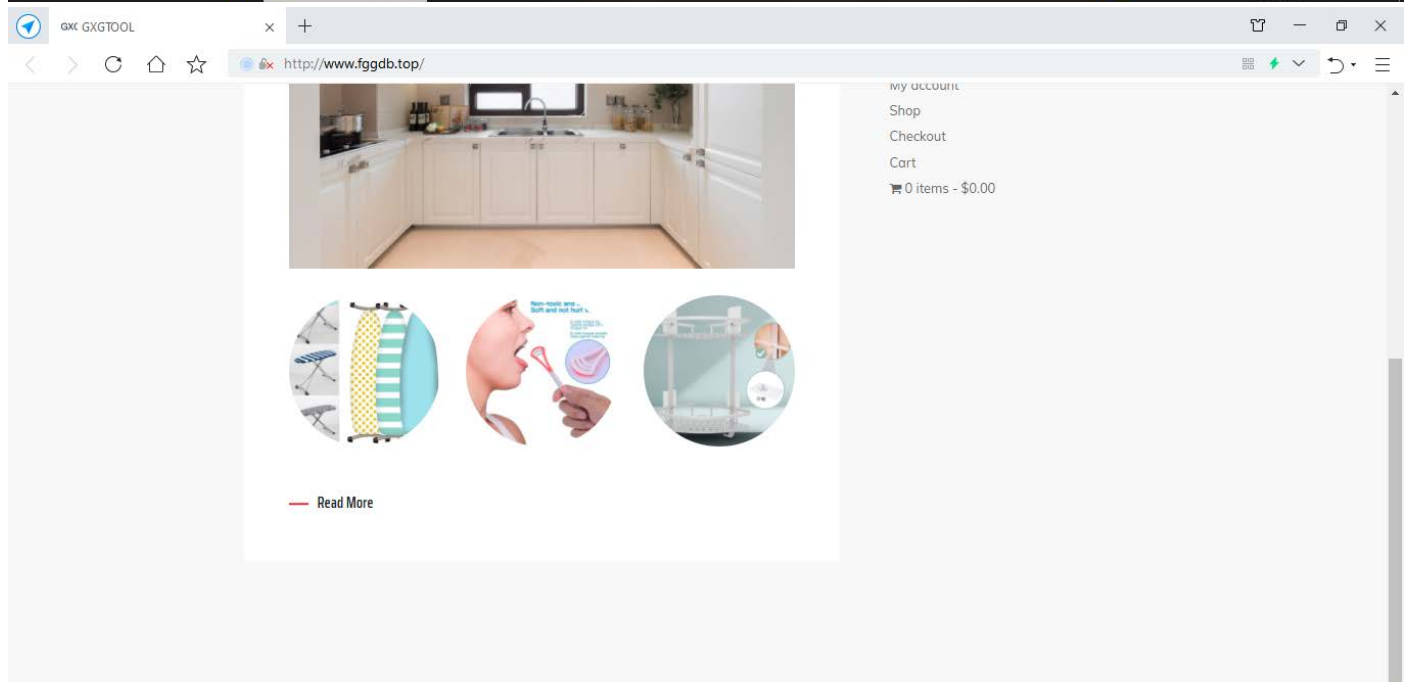 GXC GXGTOOL
http://www.fggdb.top/
My account
Shop
Checkout
Cart
0 items - $0.00
Non-toxic and
Soft and not hurt
Read More